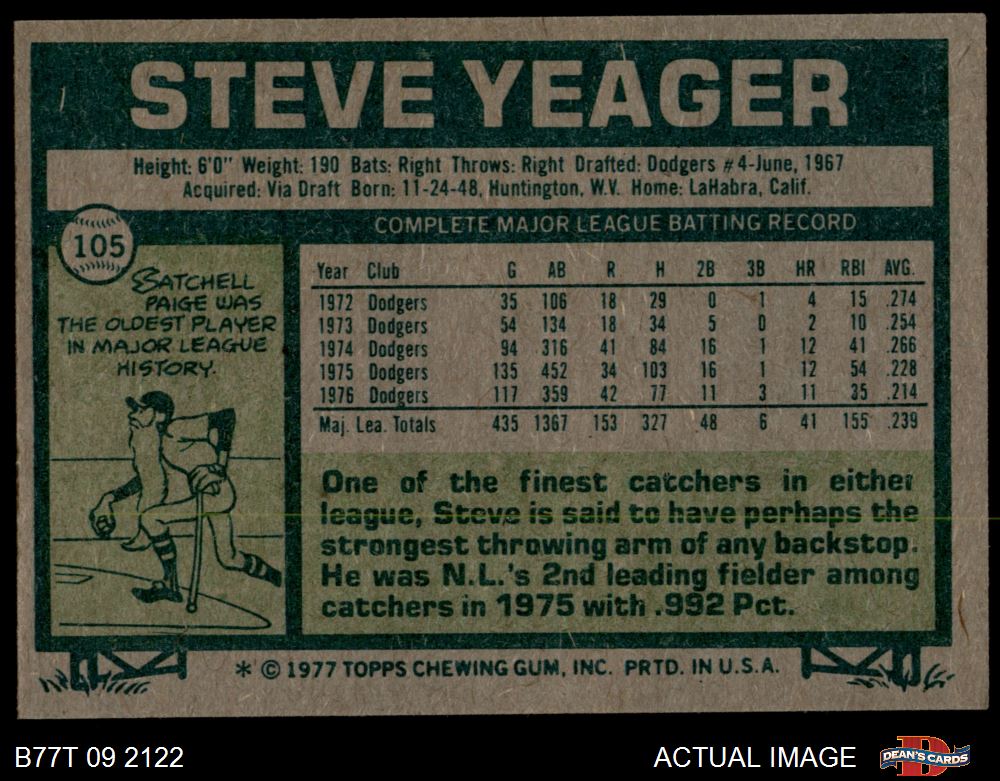 STEVE YEAGER
Height: 6'0" Weight: 190 Bats: Right Throws: Right Drafted: Dodgers #4-June, 1967
Acquired: Via Draft Born: 11-24-48, Huntington, W.V. Home: LaHabra, Calif.
105
COMPLETE MAJOR LEAGUE BATTING RECORD
SATCHELL
PAIGE WAS
THE OLDEST PLAYER
IN MAJOR LEAGUE
HISTORY.
Year Club G AB R H 2B 3B HR RBI AVG.
1972 Dodgers 35 106 18 29 0 1 4 15 .274
1973 Dodgers 54 134 18 34 5 0 2 10 .254
1974 Dodgers 94 316 41 84 16 1 12 41 .266
1975 Dodgers 135 452 34 103 16 1 12 54 .228
1976 Dodgers 117 359 42 77 11 3 11 35 .214
Maj. Lea. Totals 435 1367 153 327 48 6 41 155 .239
One of the finest catchers in either
league, Steve is said to have perhaps the
strongest throwing arm of any backstop.
He was N.L.'s 2nd leading fielder among
catchers in 1975 with .992 Pct.
* © 1977 TOPPS CHEWING GUM, INC. PRTD. IN U.S.A.
B77T 09 2122
ACTUAL IMAGE
D
DEAN'S CARDS